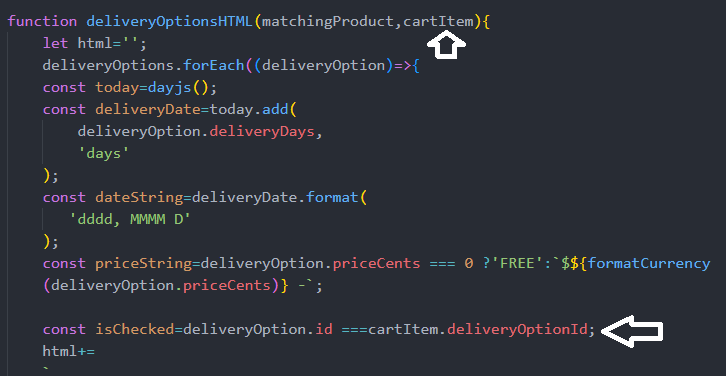 function deliveryOptionsHTML(matchingProduct,cartItem){
let html='';
deliveryOptions.forEach((deliveryOption)=>{
const today=dayjs();
const deliveryDate=today.add(
deliveryOption.deliveryDays,
'days'
);
const dateString=deliveryDate.format(
'dddd, MMMM D'
);
const priceString=deliveryOption.priceCents === 0 ?'FREE':`$${formatCurrency
(deliveryOption.priceCents)} -`;
const isChecked=deliveryOption.id ===cartItem.deliveryOptionId;
html+=
`